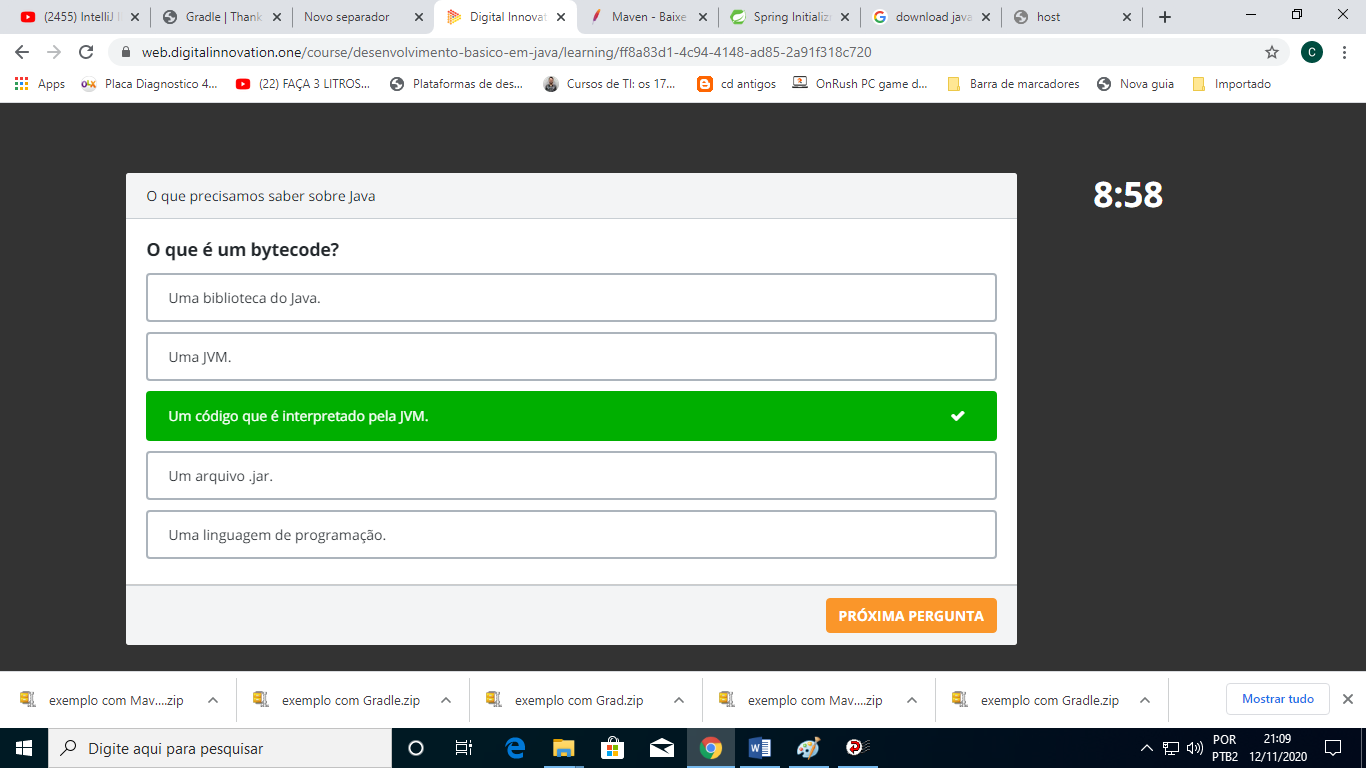 (2455) IntelliJ I
Gradle | Thank
Novo separador
Digital Innovat
Maven - Baixe
Spring Initializ
download java
host
web.digitalinnovation.one/course/desenvolvimento-basico-em-java/learning/ff8a83d1-4c94-4148-ad85-2a91f318c720
C
Apps
Placa Diagnostico 4...
(22) FAÇA 3 LITROS...
Plataformas de des...
Cursos de TI: os 17...
cd antigos
OnRush PC game d...
Barra de marcadores
Nova guia
Importado
O que precisamos saber sobre Java
8:58
O que é um bytecode?
Uma biblioteca do Java.
Uma JVM.
Um código que é interpretado pela JVM.
Um arquivo .jar.
Uma linguagem de programação.
PRÓXIMA PERGUNTA
exemplo com Mav....zip
exemplo com Gradle.zip
exemplo com Grad.zip
exemplo com Mav....zip
exemplo com Gradle.zip
Mostrar tudo
Digite aqui para pesquisar
POR
PTB2
21:09
12/11/2020